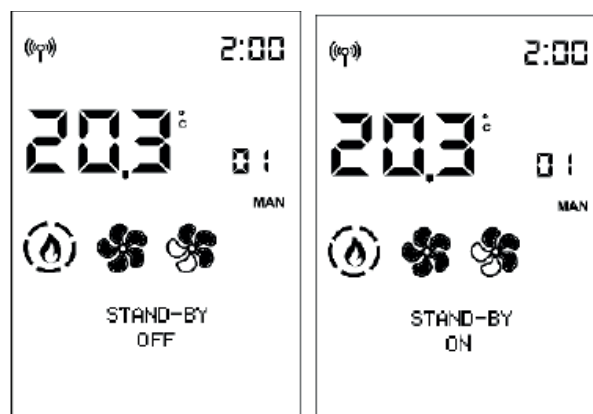 2:00
20.3 °C
01
MAN
STAND-BY
OFF
2:00
20.3 °C
01
MAN
STAND-BY
ON